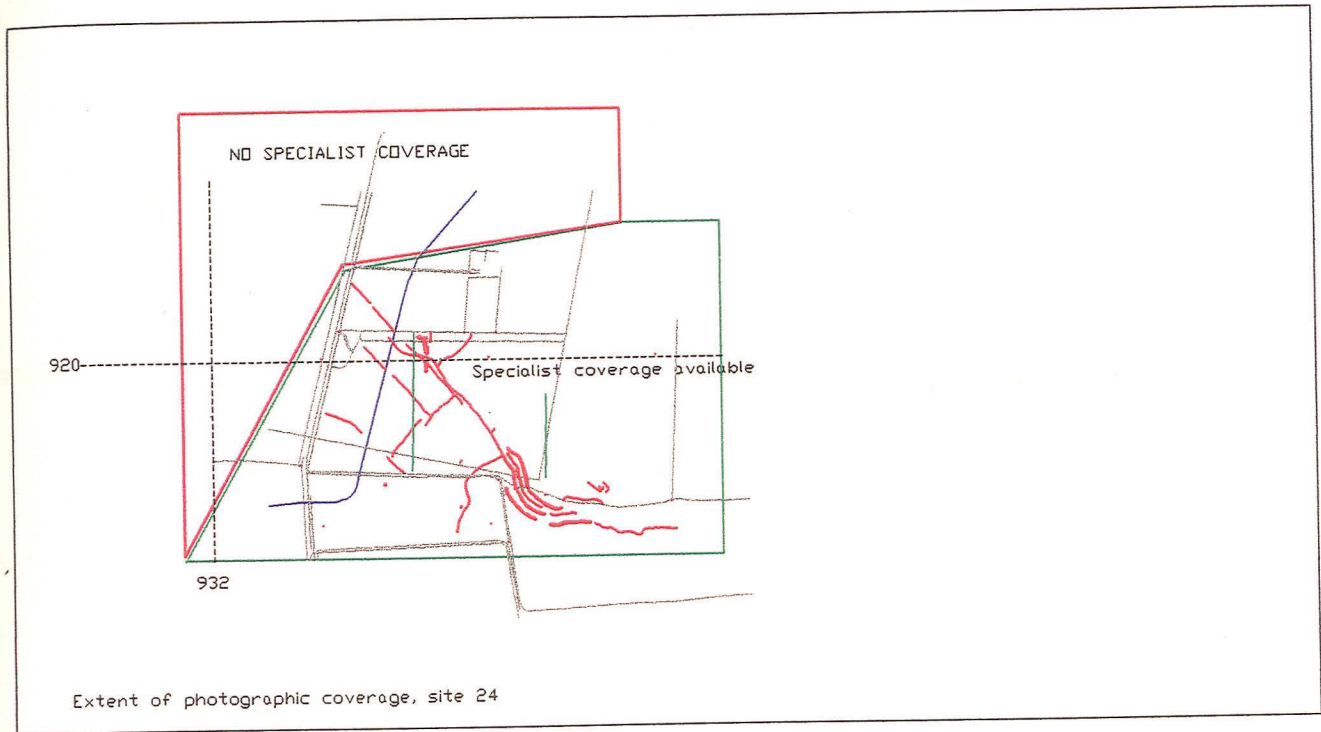 NO SPECIALIST COVERAGE
920
Specialist coverage available
932
Extent of photographic coverage, site 24